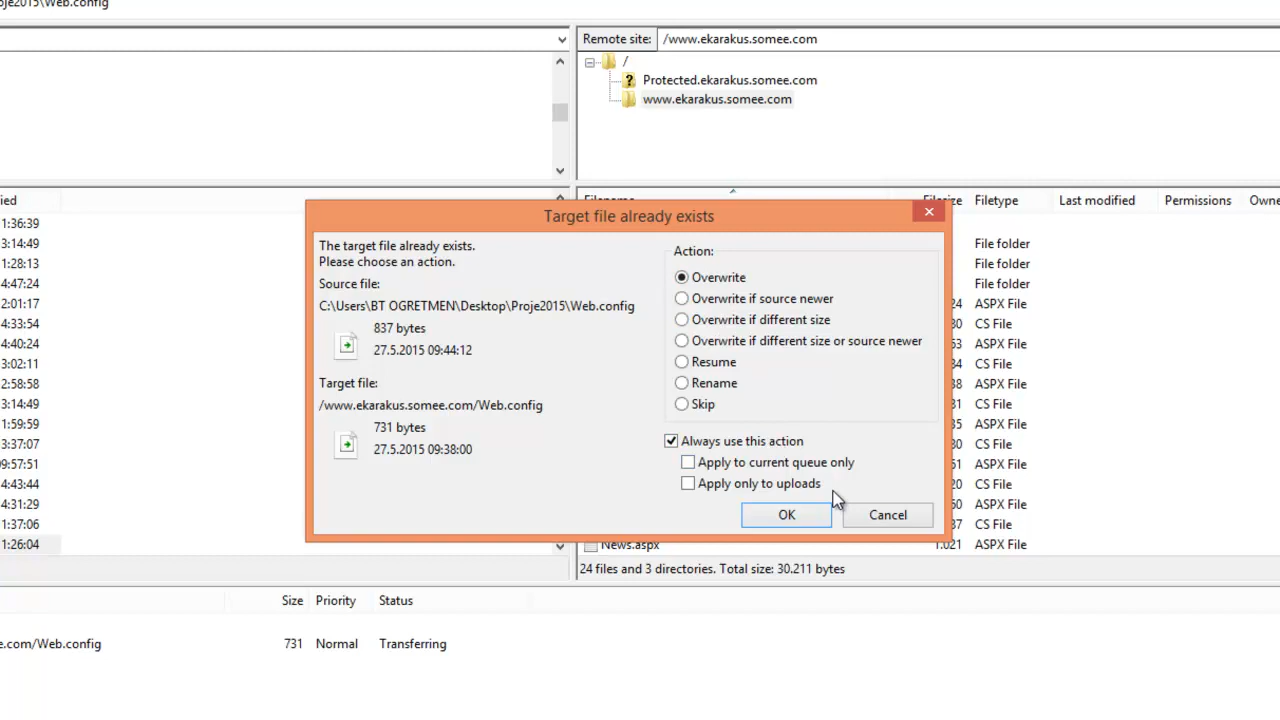 oje2015\Web.config
Remote site: /www.ekarakus.somee.com
/
Protected.ekarakus.somee.com
www.ekarakus.somee.com
ied
Filename Filesize Filetype Last modified Permissions Owne
1:36:39
3:14:49 File folder
1:28:13 File folder
4:47:24 File folder
2:01:17 24 ASPX File
4:33:54 30 CS File
4:40:24 53 ASPX File
3:02:11 34 CS File
2:58:58 38 ASPX File
3:14:49 31 CS File
1:59:59 35 ASPX File
3:37:07 30 CS File
09:57:51 51 ASPX File
4:43:44 20 CS File
4:31:29 50 ASPX File
1:37:06 37 CS File
1:26:04 News.aspx 1.021 ASPX File
24 files and 3 directories. Total size: 30.211 bytes
Target file already exists
The target file already exists.
Please choose an action.
Source file:
C:\Users\BT OGRETMEN\Desktop\Proje2015\Web.config
837 bytes
27.5.2015 09:44:12
Target file:
/www.ekarakus.somee.com/Web.config
731 bytes
27.5.2015 09:38:00
Action:
Overwrite
Overwrite if source newer
Overwrite if different size
Overwrite if different size or source newer
Resume
Rename
Skip
Always use this action
Apply to current queue only
Apply only to uploads
OK Cancel
Size Priority Status
e.com/Web.config 731 Normal Transferring